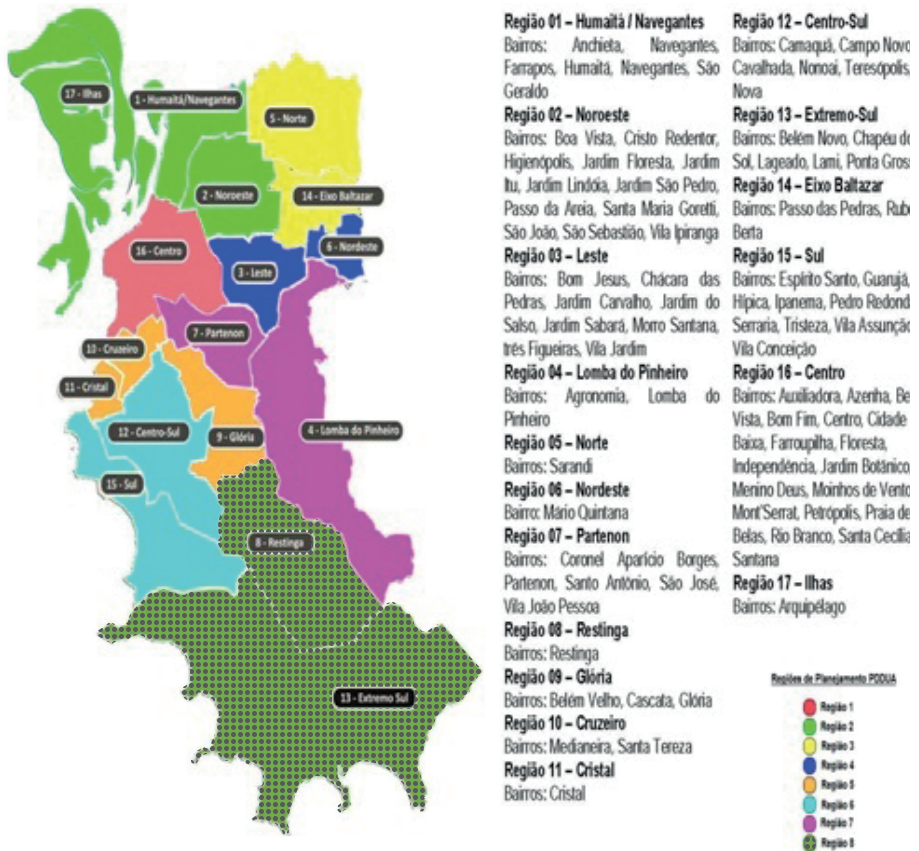 17 - Ilhas
1 - Humaitá/Navegantes
5 - Norte
2 - Noroeste
14 - Eixo Baltazar
6 - Nordeste
16 - Centro
3 - Leste
7 - Partenon
10 - Cruzeiro
11 - Cristal
12 - Centro-Sul
9 - Glória
4 - Lomba do Pinheiro
15 - Sul
8 - Restinga
13 - Extremo Sul
Região 01 – Humaitá / Navegantes
Bairros: Anchieta, Navegantes,
Farrapos, Humaitá, Navegantes, São
Geraldo
Região 02 – Noroeste
Bairros: Boa Vista, Cristo Redentor,
Higienópolis, Jardim Floresta, Jardim
Itu, Jardim Lindóia, Jardim São Pedro,
Passo da Areia, Santa Maria Goretti,
São João, São Sebastião, Vila Ipiranga
Região 03 – Leste
Bairros: Bom Jesus, Chácara das
Pedras, Jardim Carvalho, Jardim do
Salso, Jardim Sabará, Morro Santana,
três Figueiras, Vila Jardim
Região 04 – Lomba do Pinheiro
Bairros: Agronomia, Lomba do
Pinheiro
Região 05 – Norte
Bairros: Sarandi
Região 06 – Nordeste
Bairro: Mário Quintana
Região 07 – Partenon
Bairros: Coronel Aparício Borges,
Partenon, Santo Antônio, São José,
Vila João Pessoa
Região 08 – Restinga
Bairros: Restinga
Região 09 – Glória
Bairros: Belém Velho, Cascata, Glória
Região 10 – Cruzeiro
Bairros: Medianeira, Santa Tereza
Região 11 – Cristal
Bairros: Cristal
Região 12 – Centro-Sul
Bairros: Camaquã, Campo Novo
Cavalhada, Nonoai, Teresópolis,
Nova
Região 13 – Extremo-Sul
Bairros: Belém Novo, Chapéu do
Sol, Lageado, Lami, Ponta Gross
Região 14 – Eixo Baltazar
Bairros: Passo das Pedras, Rube
Berta
Região 15 – Sul
Bairros: Espírito Santo, Guarujá,
Hípica, Ipanema, Pedro Redonda
Serraria, Tristeza, Vila Assunção
Vila Conceição
Região 16 – Centro
Bairros: Auxiliadora, Azenha, Be
Vista, Bom Fim, Centro, Cidade
Baixa, Farroupilha, Floresta,
Independência, Jardim Botânico,
Menino Deus, Moinhos de Vento
Mont'Serrat, Petrópolis, Praia de
Belas, Rio Branco, Santa Cecília
Santana
Região 17 – Ilhas
Bairros: Arquipélago
Regiões de Planejamento PDDUA
Região 1
Região 2
Região 3
Região 4
Região 5
Região 6
Região 7
Região 8